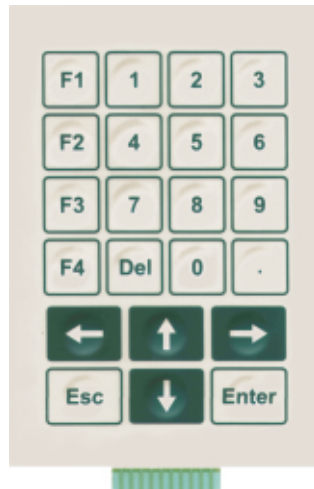 F1 1 2 3
F2 4 5 6
F3 7 8 9
F4 Del 0 .
← ↑ →
Esc ↓ Enter